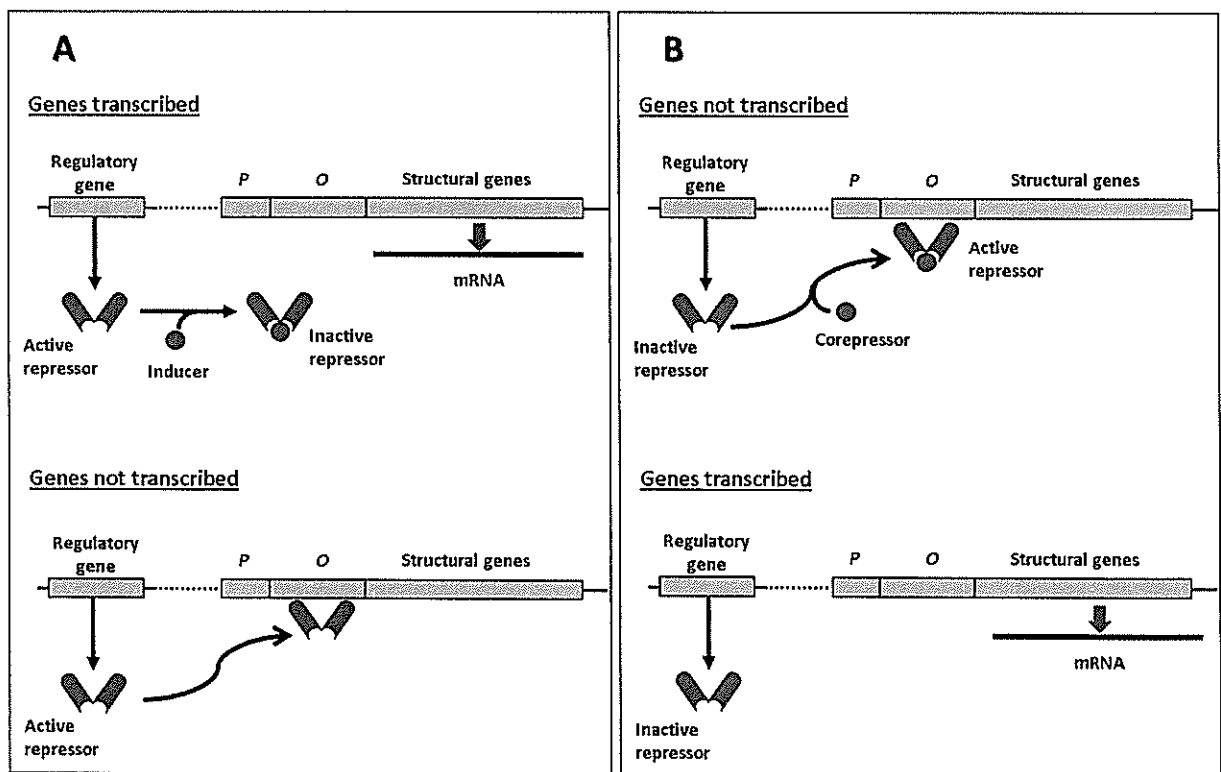 A
Genes transcribed
Regulatory
gene
P
O
Structural genes
mRNA
Active
repressor
Inducer
Inactive
repressor
Genes not transcribed
Regulatory
gene
P
O
Structural genes
Active
repressor
B
Genes not transcribed
Regulatory
gene
P
O
Structural genes
Active
repressor
Inactive
repressor
Corepressor
Genes transcribed
Regulatory
gene
P
O
Structural genes
mRNA
Inactive
repressor